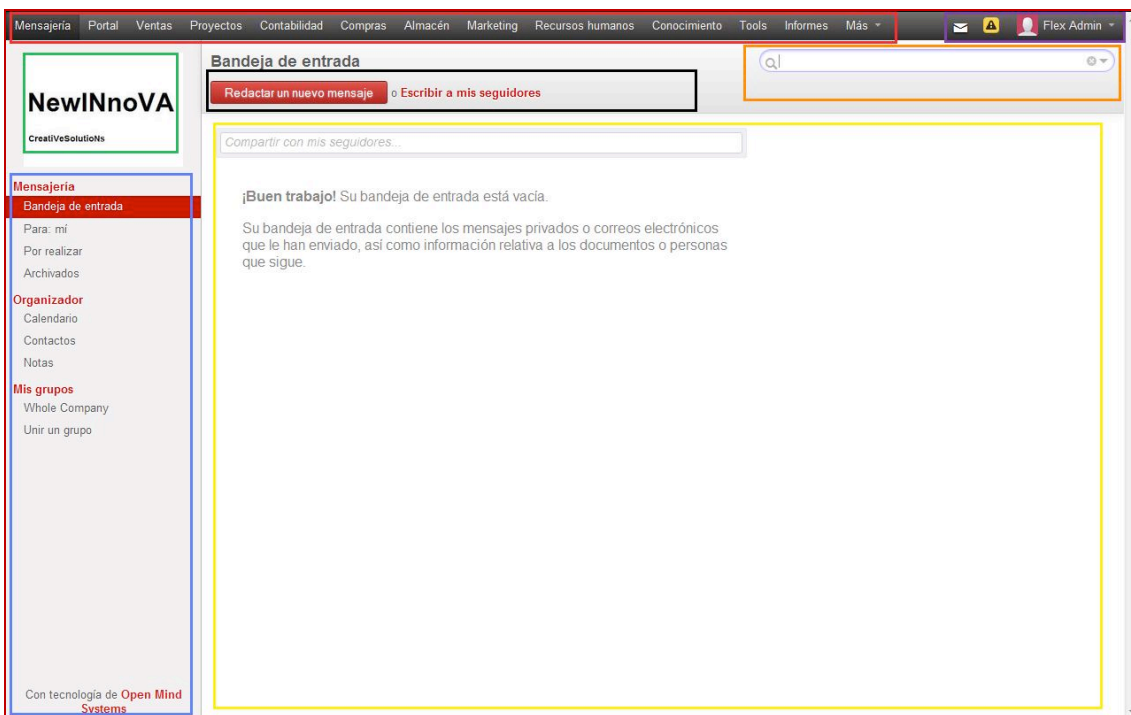 Mensajería Portal Ventas Proyectos Contabilidad Compras Almacén Marketing Recursos humanos Conocimiento Tools Informes Más Flex Admin
NewINnoVA
CreatiVeSolutioNs
Bandeja de entrada
Redactar un nuevo mensaje o Escribir a mis seguidores
Mensajería
Bandeja de entrada
Para: mí
Por realizar
Archivados
Organizador
Calendario
Contactos
Notas
Mis grupos
Whole Company
Unir un grupo
Con tecnología de Open Mind
Systems
Compartir con mis seguidores...
¡Buen trabajo! Su bandeja de entrada está vacía.
Su bandeja de entrada contiene los mensajes privados o correos electrónicos
que le han enviado, así como información relativa a los documentos o personas
que sigue.